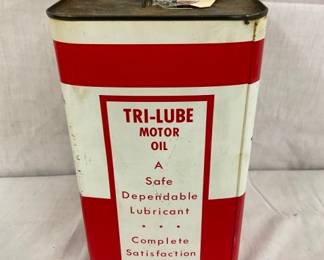 TRI-LUBE
MOTOR
OIL
A
Safe
Dependable
Lubricant
• • •
Complete
Satisfaction